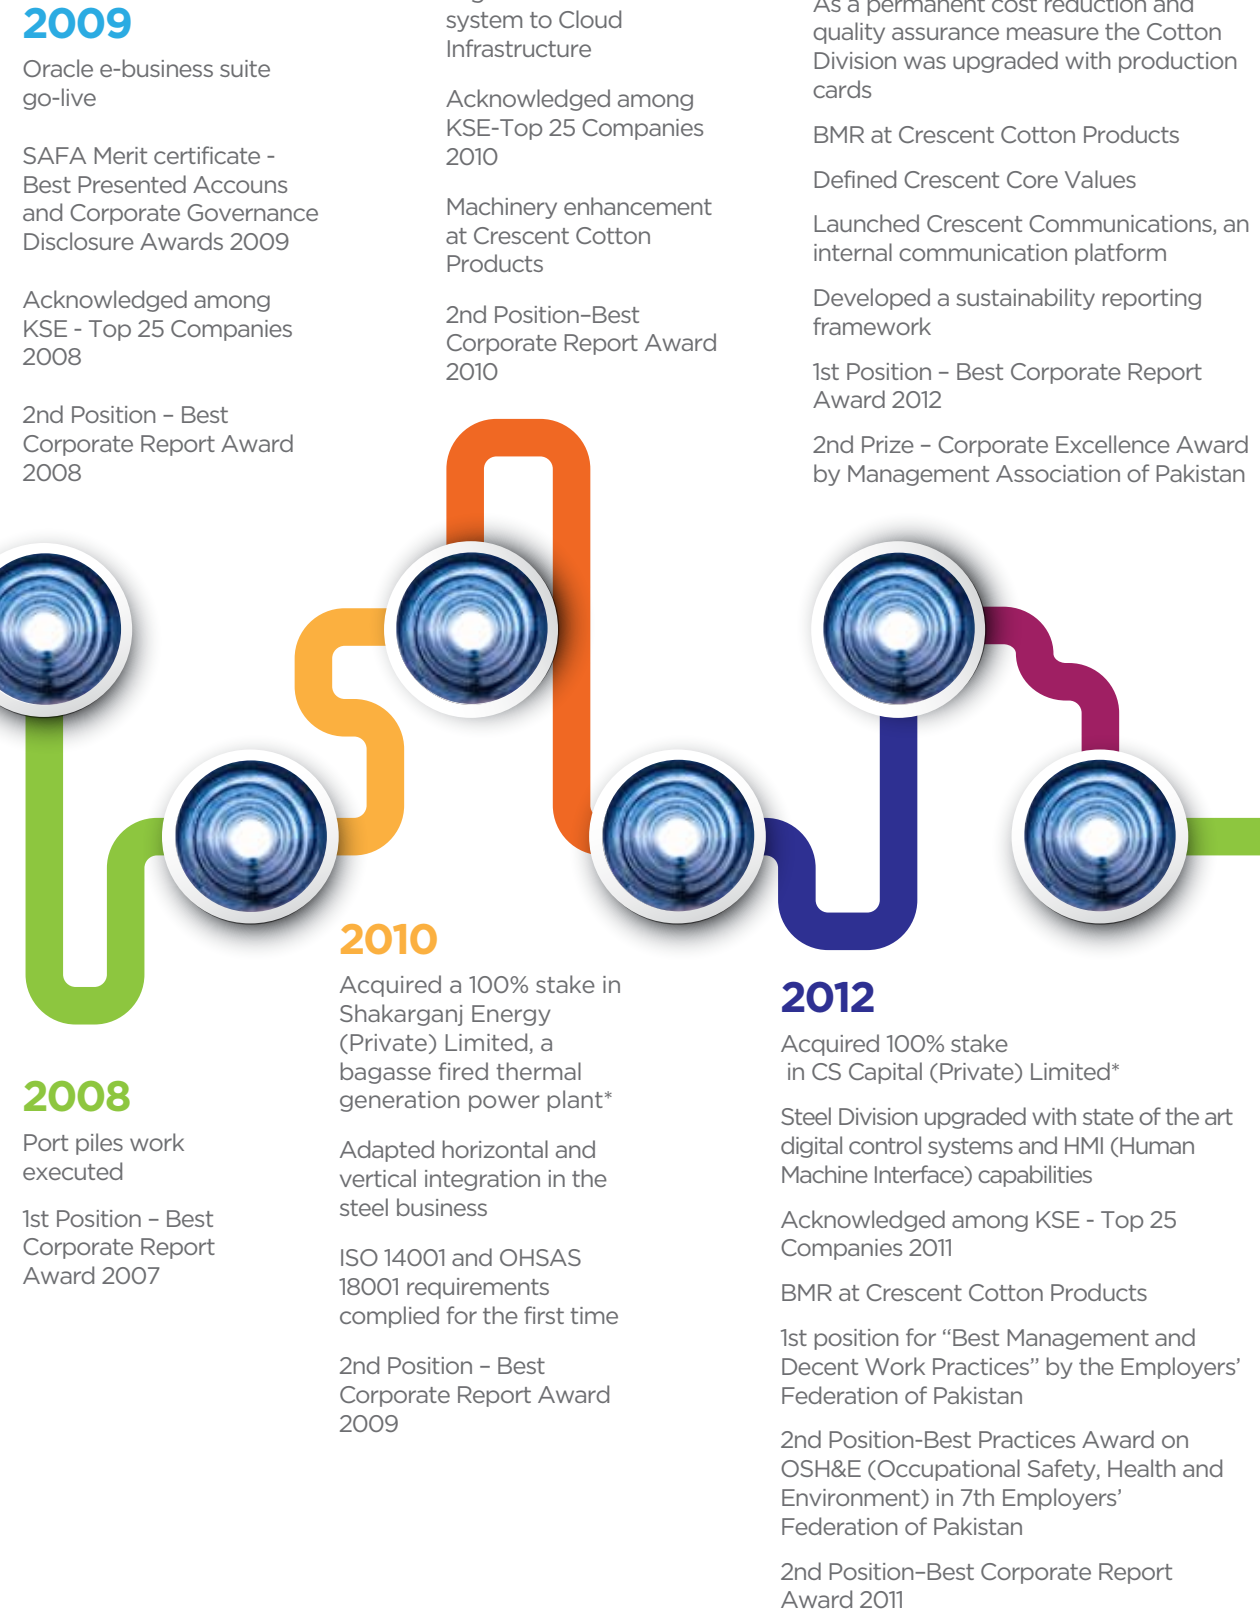 2009
Oracle e-business suite
go-live
SAFA Merit certificate -
Best Presented Accouns
and Corporate Governance
Disclosure Awards 2009
Acknowledged among
KSE - Top 25 Companies
2008
2nd Position – Best
Corporate Report Award
2008
system to Cloud
Infrastructure
Acknowledged among
KSE-Top 25 Companies
2010
Machinery enhancement
at Crescent Cotton
Products
2nd Position–Best
Corporate Report Award
2010
As a permanent cost reduction and
quality assurance measure the Cotton
Division was upgraded with production
cards
BMR at Crescent Cotton Products
Defined Crescent Core Values
Launched Crescent Communications, an
internal communication platform
Developed a sustainability reporting
framework
1st Position – Best Corporate Report
Award 2012
2nd Prize – Corporate Excellence Award
by Management Association of Pakistan
2008
Port piles work
executed
1st Position – Best
Corporate Report
Award 2007
2010
Acquired a 100% stake in
Shakarganj Energy
(Private) Limited, a
bagasse fired thermal
generation power plant*
Adapted horizontal and
vertical integration in the
steel business
ISO 14001 and OHSAS
18001 requirements
complied for the first time
2nd Position – Best
Corporate Report Award
2009
2012
Acquired 100% stake
in CS Capital (Private) Limited*
Steel Division upgraded with state of the art
digital control systems and HMI (Human
Machine Interface) capabilities
Acknowledged among KSE - Top 25
Companies 2011
BMR at Crescent Cotton Products
1st position for “Best Management and
Decent Work Practices” by the Employers’
Federation of Pakistan
2nd Position-Best Practices Award on
OSH&E (Occupational Safety, Health and
Environment) in 7th Employers’
Federation of Pakistan
2nd Position–Best Corporate Report
Award 2011